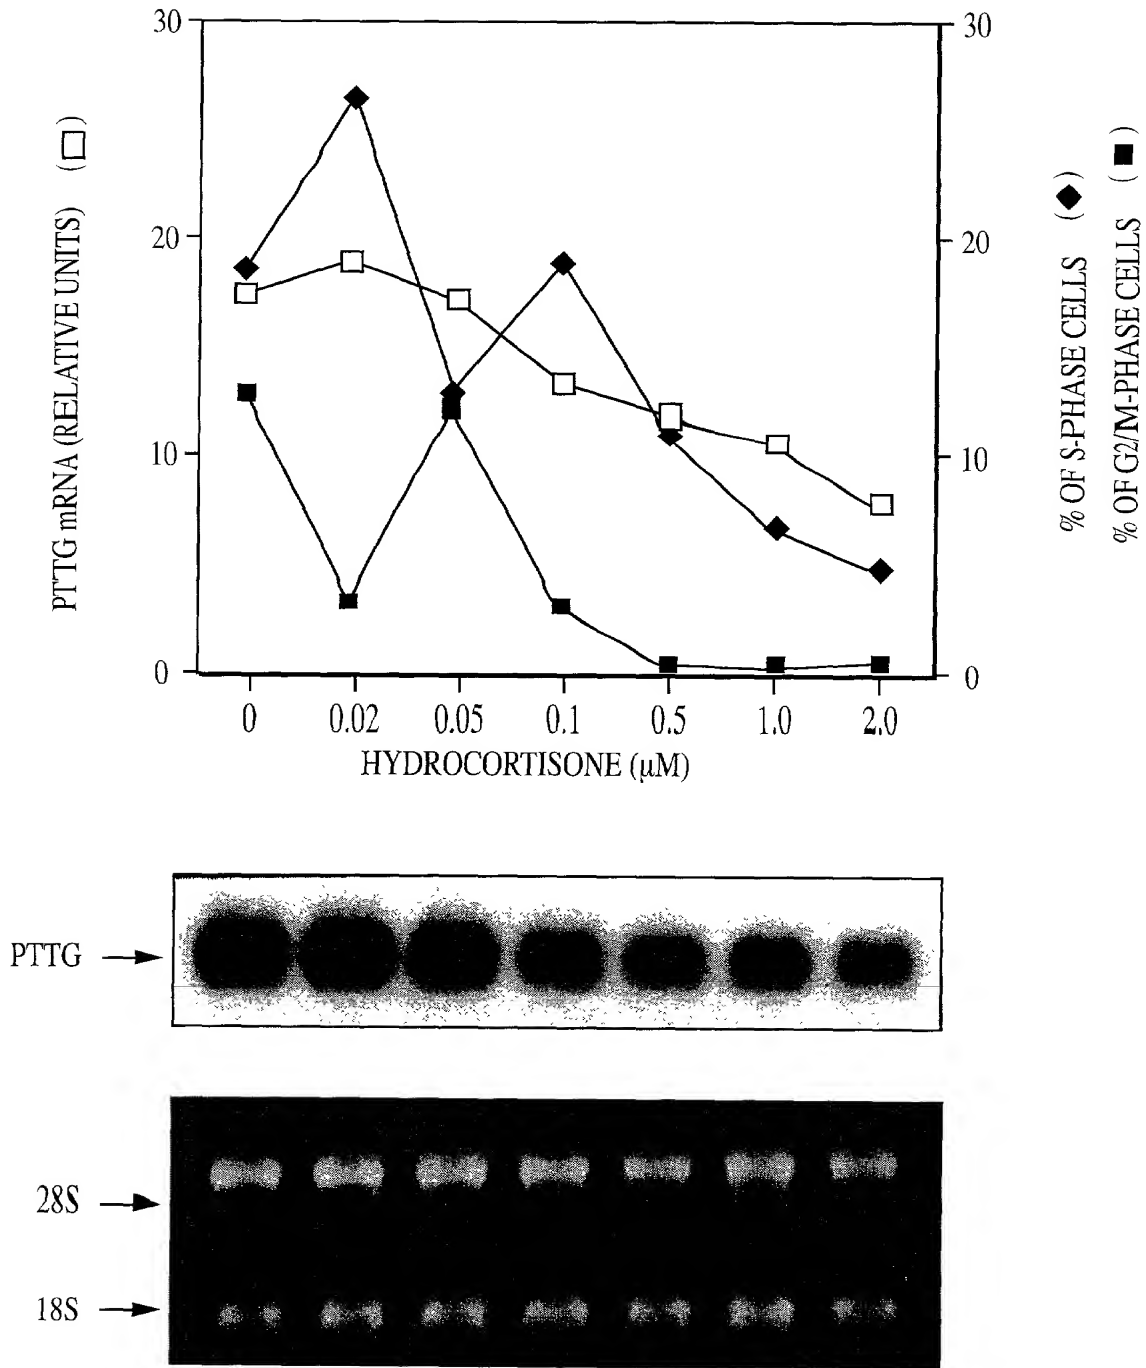 30
20
10
0
PTTG mRNA (RELATIVE UNITS) (□)
30
20
10
0
% OF S-PHASE CELLS (◆)
% OF G2/M-PHASE CELLS (■)
0 0.02 0.05 0.1 0.5 1.0 2.0
HYDROCORTISONE (μM)
PTTG
28S
18S